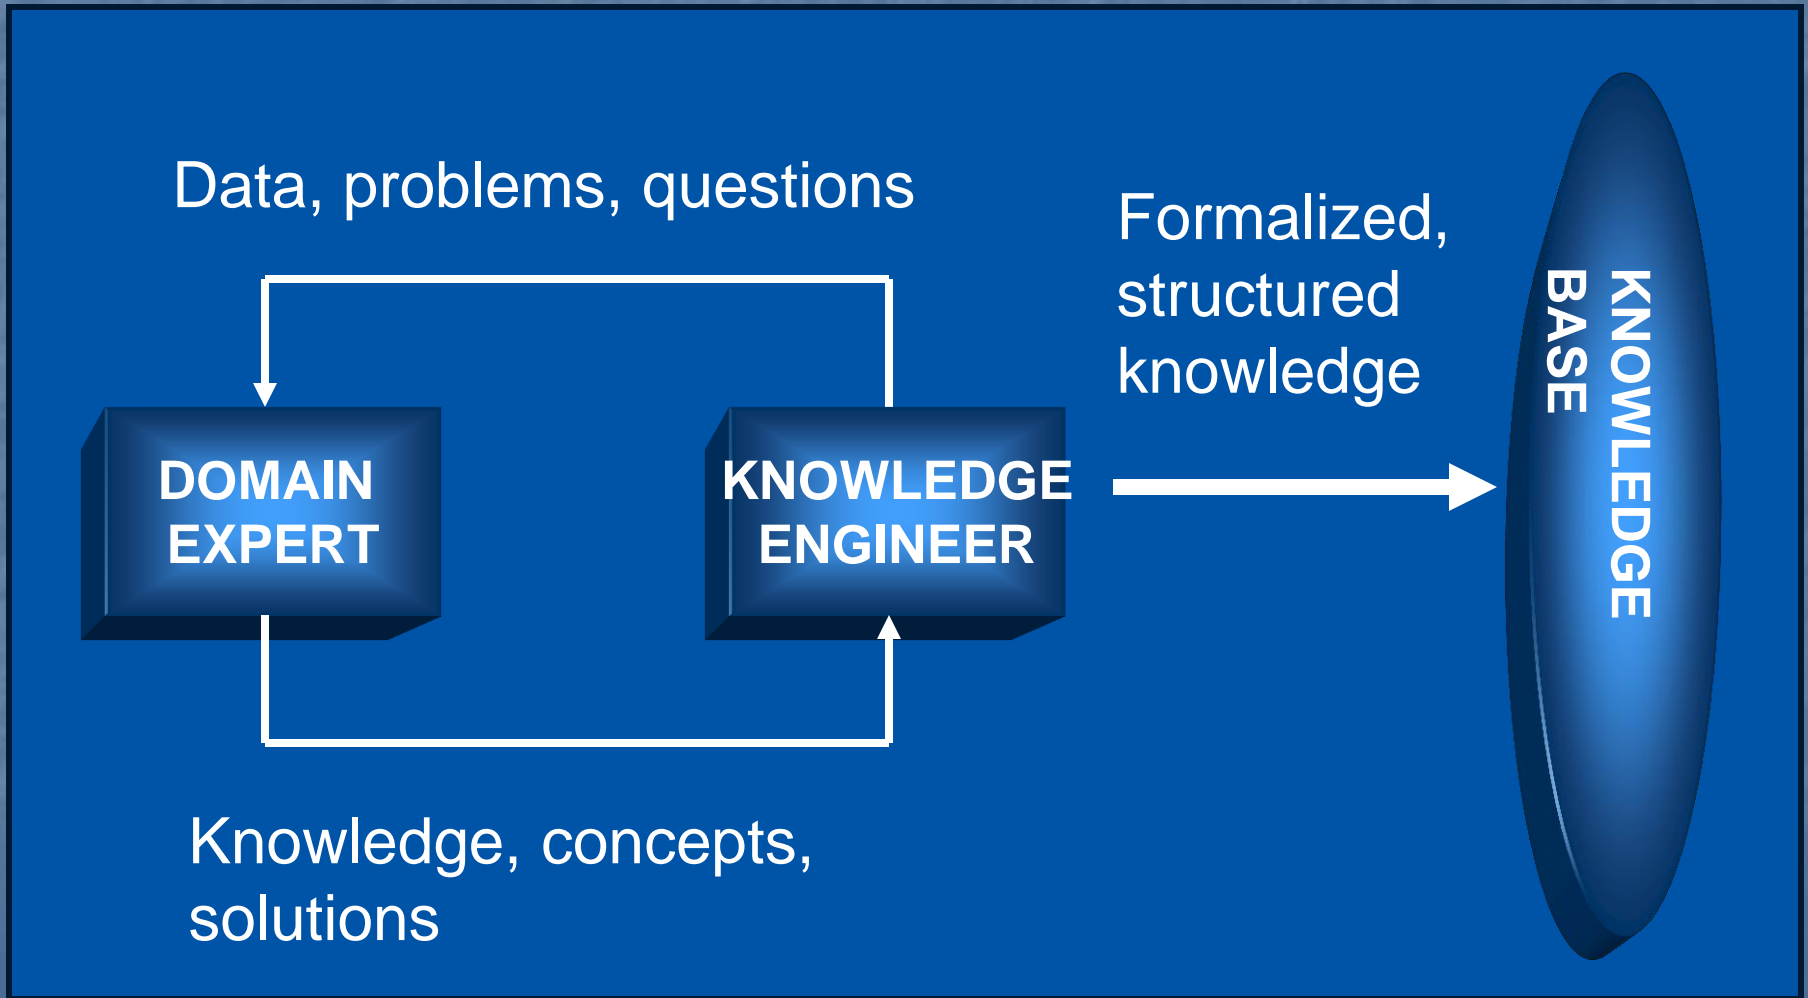 Data, problems, questions
Formalized,
structured
knowledge
DOMAIN
EXPERT
KNOWLEDGE
ENGINEER
KNOWLEDGE
BASE
Knowledge, concepts,
solutions